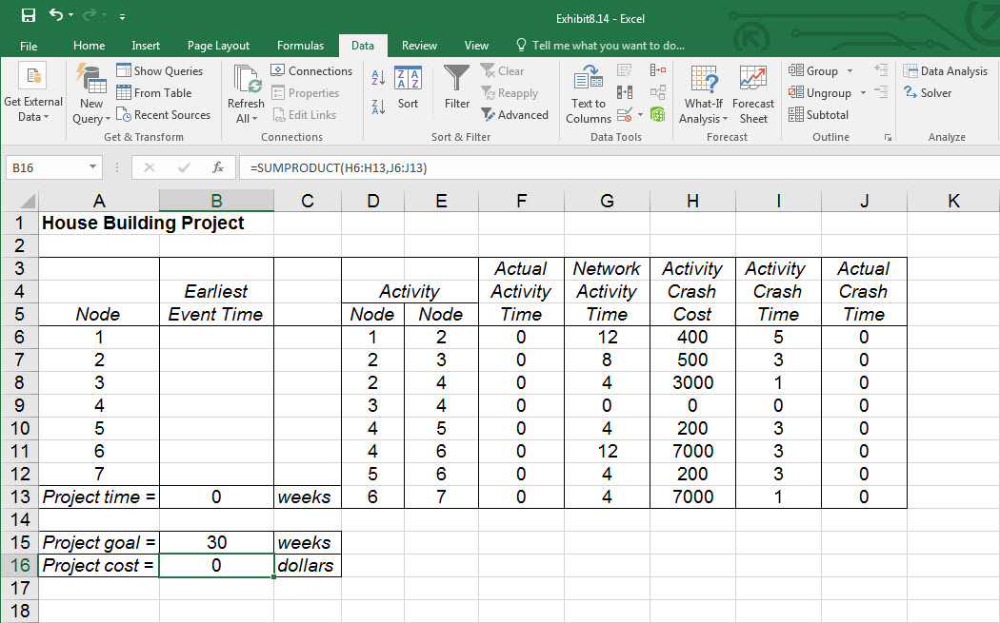 Exhibit8.14 - Excel
File Home Insert Page Layout Formulas Data Review View Tell me what you want to do...
Get External Data
New Query
Show Queries
From Table
Recent Sources
Get & Transform
Refresh All
Connections
Properties
Edit Links
Connections
Sort
Filter
Clear
Reapply
Advanced
Sort & Filter
Text to Columns
Data Tools
What-If Analysis
Forecast Sheet
Forecast
Group
Ungroup
Subtotal
Outline
Data Analysis
Solver
Analyze
B16 fx =SUMPRODUCT(H6:H13,J6:J13)
A B C D E F G H I J K
1 House Building Project
2
3 Actual Network Activity Activity Actual
4 Earliest Activity Activity Activity Crash Crash Crash
5 Node Event Time Node Node Time Time Cost Time Time
6 1 1 2 0 12 400 5 0
7 2 2 3 0 8 500 3 0
8 3 2 4 0 4 3000 1 0
9 4 3 4 0 0 0 0 0
10 5 4 5 0 4 200 3 0
11 6 4 6 0 12 7000 3 0
12 7 5 6 0 4 200 3 0
13 Project time = 0 weeks 6 7 0 4 7000 1 0
14
15 Project goal = 30 weeks
16 Project cost = 0 dollars
17
18